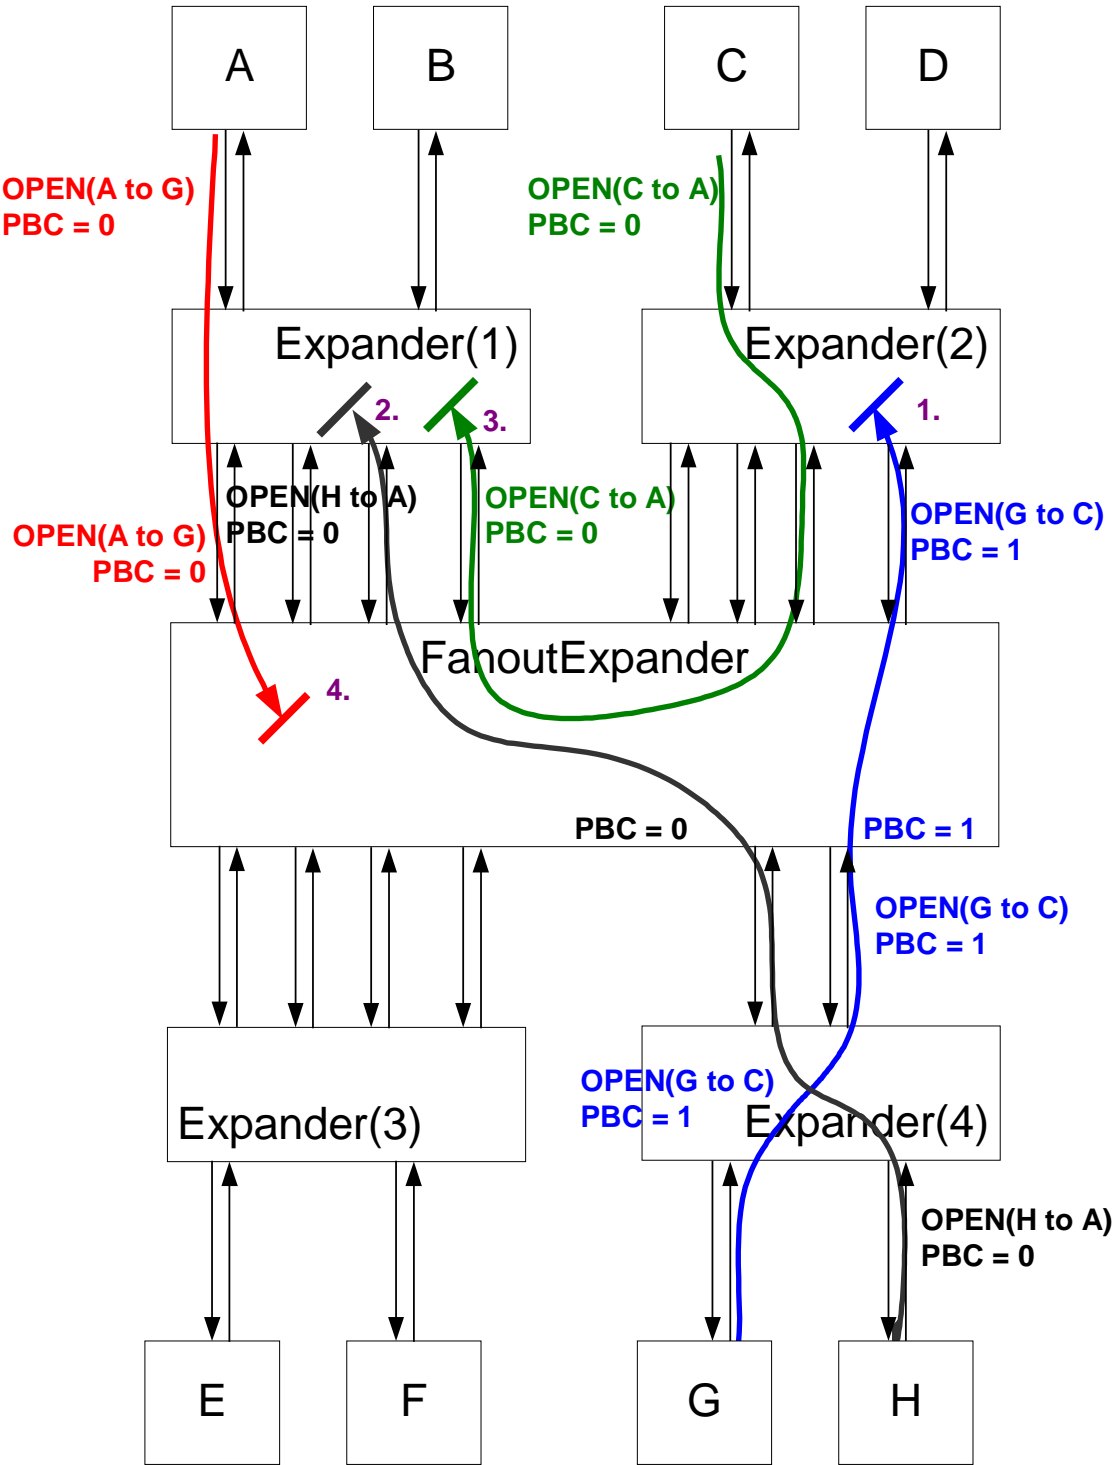 A
B
C
D
OPEN(A to G)
PBC = 0
OPEN(C to A)
PBC = 0
Expander(1)
Expander(2)
2.
3.
1.
OPEN(H to A)
PBC = 0
OPEN(C to A)
PBC = 0
OPEN(G to C)
PBC = 1
OPEN(A to G)
PBC = 0
FanoutExpander
4.
PBC = 0
PBC = 1
OPEN(G to C)
PBC = 1
OPEN(G to C)
PBC = 1
Expander(3)
Expander(4)
OPEN(H to A)
PBC = 0
E
F
G
H